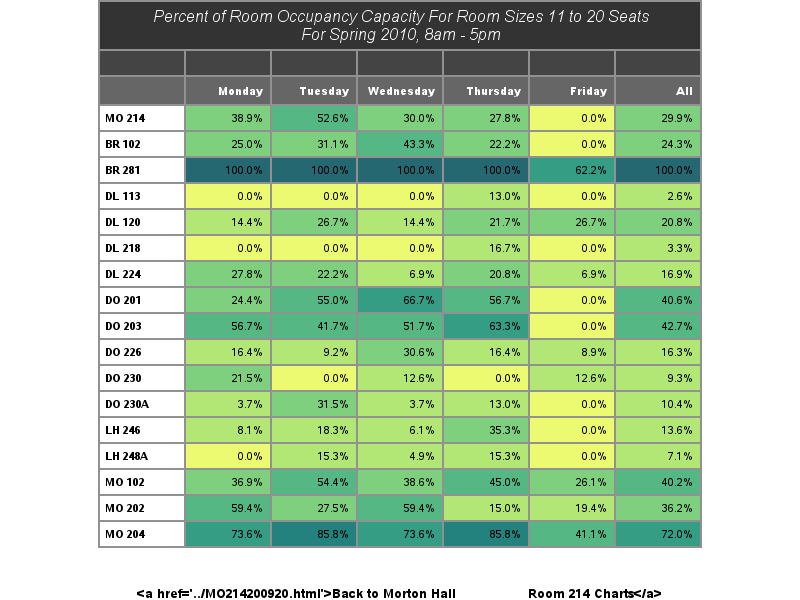 Percent of Room Occupancy Capacity For Room Sizes 11 to 20 Seats
For Spring 2010, 8am - 5pm
Monday Tuesday Wednesday Thursday Friday All
MO 214 38.9% 52.6% 30.0% 27.8% 0.0% 29.9%
BR 102 25.0% 31.1% 43.3% 22.2% 0.0% 24.3%
BR 281 100.0% 100.0% 100.0% 100.0% 62.2% 100.0%
DL 113 0.0% 0.0% 0.0% 13.0% 0.0% 2.6%
DL 120 14.4% 26.7% 14.4% 21.7% 26.7% 20.8%
DL 218 0.0% 0.0% 0.0% 16.7% 0.0% 3.3%
DL 224 27.8% 22.2% 6.9% 20.8% 6.9% 16.9%
DO 201 24.4% 55.0% 66.7% 56.7% 0.0% 40.6%
DO 203 56.7% 41.7% 51.7% 63.3% 0.0% 42.7%
DO 226 16.4% 9.2% 30.6% 16.4% 8.9% 16.3%
DO 230 21.5% 0.0% 12.6% 0.0% 12.6% 9.3%
DO 230A 3.7% 31.5% 3.7% 13.0% 0.0% 10.4%
LH 246 8.1% 18.3% 6.1% 35.3% 0.0% 13.6%
LH 248A 0.0% 15.3% 4.9% 15.3% 0.0% 7.1%
MO 102 36.9% 54.4% 38.6% 45.0% 26.1% 40.2%
MO 202 59.4% 27.5% 59.4% 15.0% 19.4% 36.2%
MO 204 73.6% 85.8% 73.6% 85.8% 41.1% 72.0%
<a href='../MO214200920.html'>Back to Morton Hall Room 214 Charts</a>